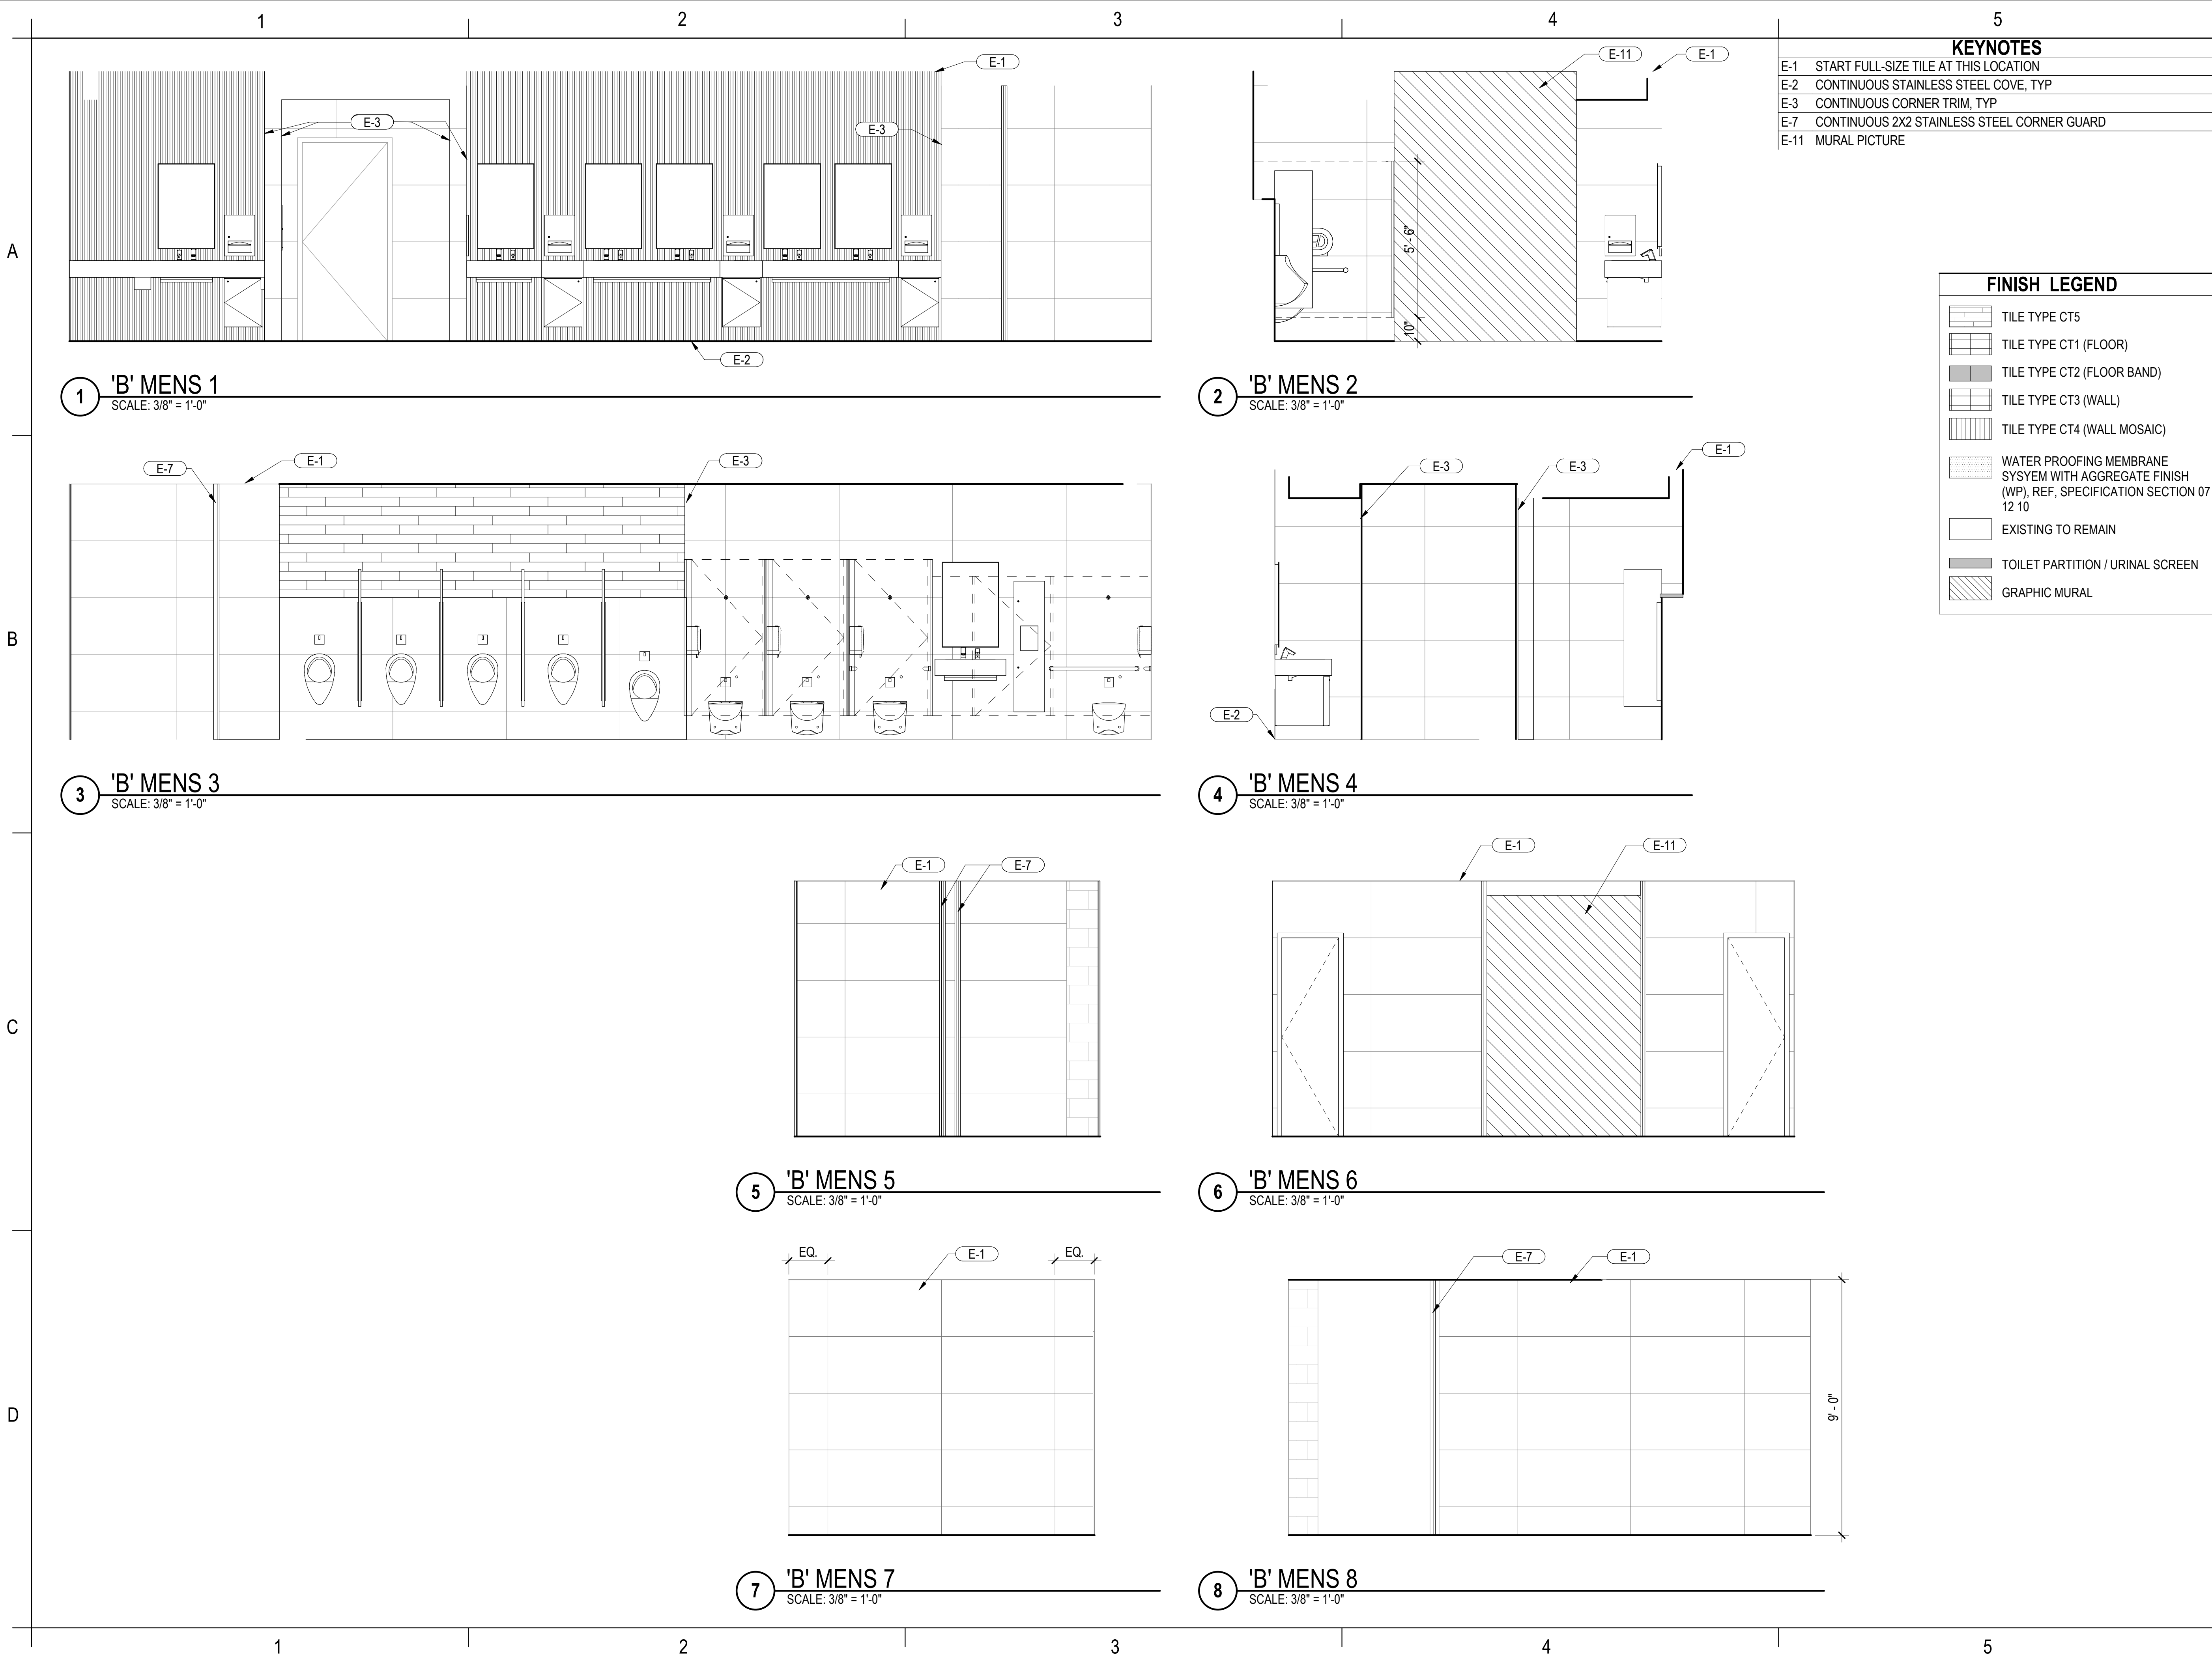 1 2 3 4 5
KEYNOTES
E-1 START FULL-SIZE TILE AT THIS LOCATION
E-2 CONTINUOUS STAINLESS STEEL COVE, TYP
E-3 CONTINUOUS CORNER TRIM, TYP
E-7 CONTINUOUS 2X2 STAINLESS STEEL CORNER GUARD
E-11 MURAL PICTURE
A
E-1
E-3
E-3
E-2
1 'B' MENS 1
SCALE: 3/8" = 1'-0"
E-11
E-1
5' - 6"
10"
2 'B' MENS 2
SCALE: 3/8" = 1'-0"
FINISH LEGEND
TILE TYPE CT5
TILE TYPE CT1 (FLOOR)
TILE TYPE CT2 (FLOOR BAND)
TILE TYPE CT3 (WALL)
TILE TYPE CT4 (WALL MOSAIC)
WATER PROOFING MEMBRANE
SYSYEM WITH AGGREGATE FINISH
(WP), REF, SPECIFICATION SECTION 07
12 10
EXISTING TO REMAIN
TOILET PARTITION / URINAL SCREEN
GRAPHIC MURAL
B
E-7
E-1
E-3
3 'B' MENS 3
SCALE: 3/8" = 1'-0"
E-3
E-3
E-1
E-2
4 'B' MENS 4
SCALE: 3/8" = 1'-0"
C
E-1
E-7
5 'B' MENS 5
SCALE: 3/8" = 1'-0"
E-1
E-11
6 'B' MENS 6
SCALE: 3/8" = 1'-0"
D
EQ.
E-1
EQ.
7 'B' MENS 7
SCALE: 3/8" = 1'-0"
E-7
E-1
9' - 0"
8 'B' MENS 8
SCALE: 3/8" = 1'-0"
1 2 3 4 5